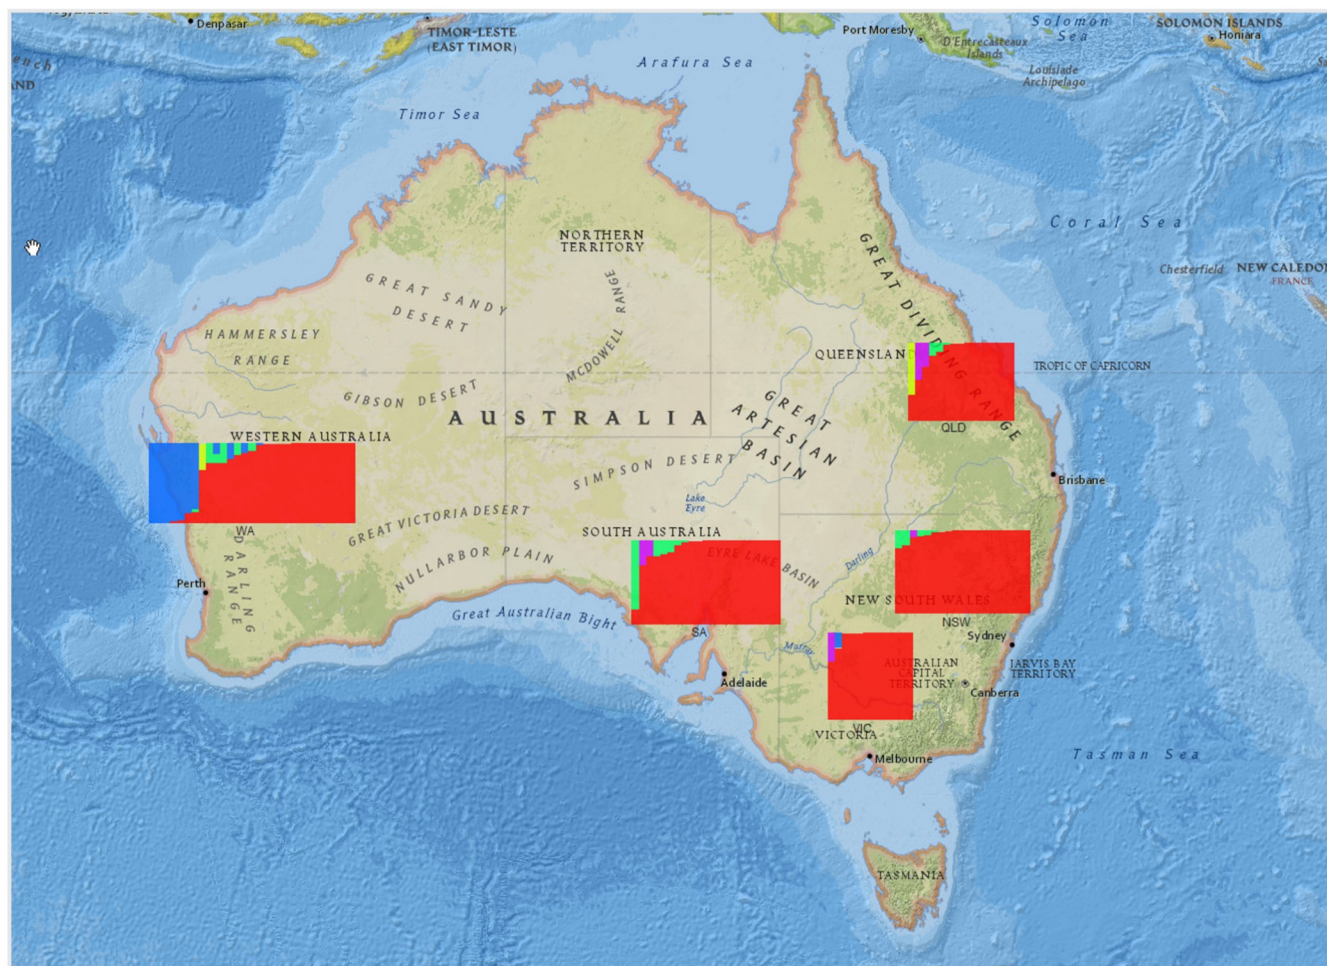 Denpasar
TIMOR-LESTE
(EAST TIMOR)
Port Moresby
D'Entrecasteaux
Islands
Solomon
Sea
SOLOMON ISLANDS
Honiara
Louisiade
Archipelago
Arafura Sea
Timor Sea
Coral Sea
Chesterfield
NEW CALEDON
FRANCE
NORTHERN
TERRITORY
GREAT SANDY
DESERT
MCDOWELL RANGE
HAMMERSLEY
RANGE
GIBSON DESERT
AUSTRALIA
GREAT DIVIDING RANGE
QUEENSLAN
TROPIC OF CAPRICORN
GREAT
ARTESIAN
BASIN
QLD
WESTERN AUSTRALIA
SIMPSON DESERT
Lake
Eyre
Brisbane
WA
GREAT VICTORIA DESERT
SOUTH AUSTRALIA
EYRE LAKE BASIN
NULLARBOR PLAIN
Darling
DARLING
RANGE
Perth
Great Australian Bight
NEW SOUTH WALES
NSW
SA
Sydney
Murray
AUSTRALIAN
CAPITAL
TERRITORY
JARVIS BAY
TERRITORY
Adelaide
Canberra
VIC
VICTORIA
Melbourne
Tasman Sea
TASMANIA